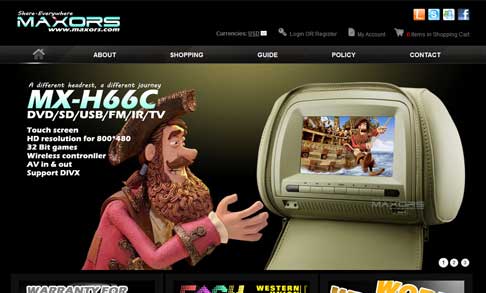 Share-Everywhere
MAXORS
www.maxors.com
Currencies: USD
Login OR Register
My Account
0 Items in Shopping Cart
ABOUT
SHOPPING
GUIDE
POLICY
CONTACT
A different headrest, a different journey
MX-H66C
DVD/SD/USB/FM/IR/TV
Touch screen
HD resolution for 800*480
32 Bit games
Wireless contronller
AV in & out
Support DIVX
MAXORS
1 2 3
WARRANTY FOR
CASH
WESTERN